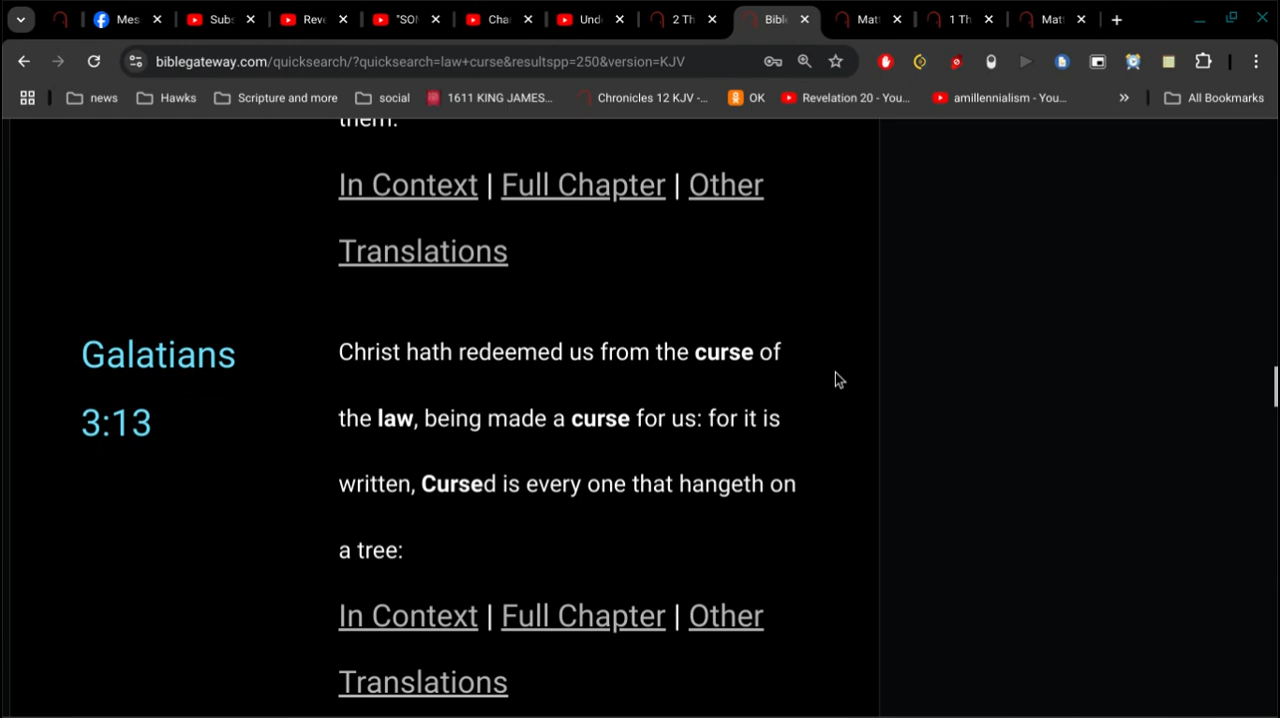 Mes
Subs
Reve
"SOI
Cha
Und
2 Th
Bibl
Mat
1 Th
Mat
biblegateway.com/quicksearch/?quicksearch=law+curse&resultspp=250&version=KJV
news
Hawks
Scripture and more
social
1611 KING JAMES...
Chronicles 12 KJV -...
OK
Revelation 20 - You...
amillennialism - You...
»
All Bookmarks
them.
In Context | Full Chapter | Other
Translations
Galatians
3:13
Christ hath redeemed us from the curse of
the law, being made a curse for us: for it is
written, Cursed is every one that hangeth on
a tree:
In Context | Full Chapter | Other
Translations